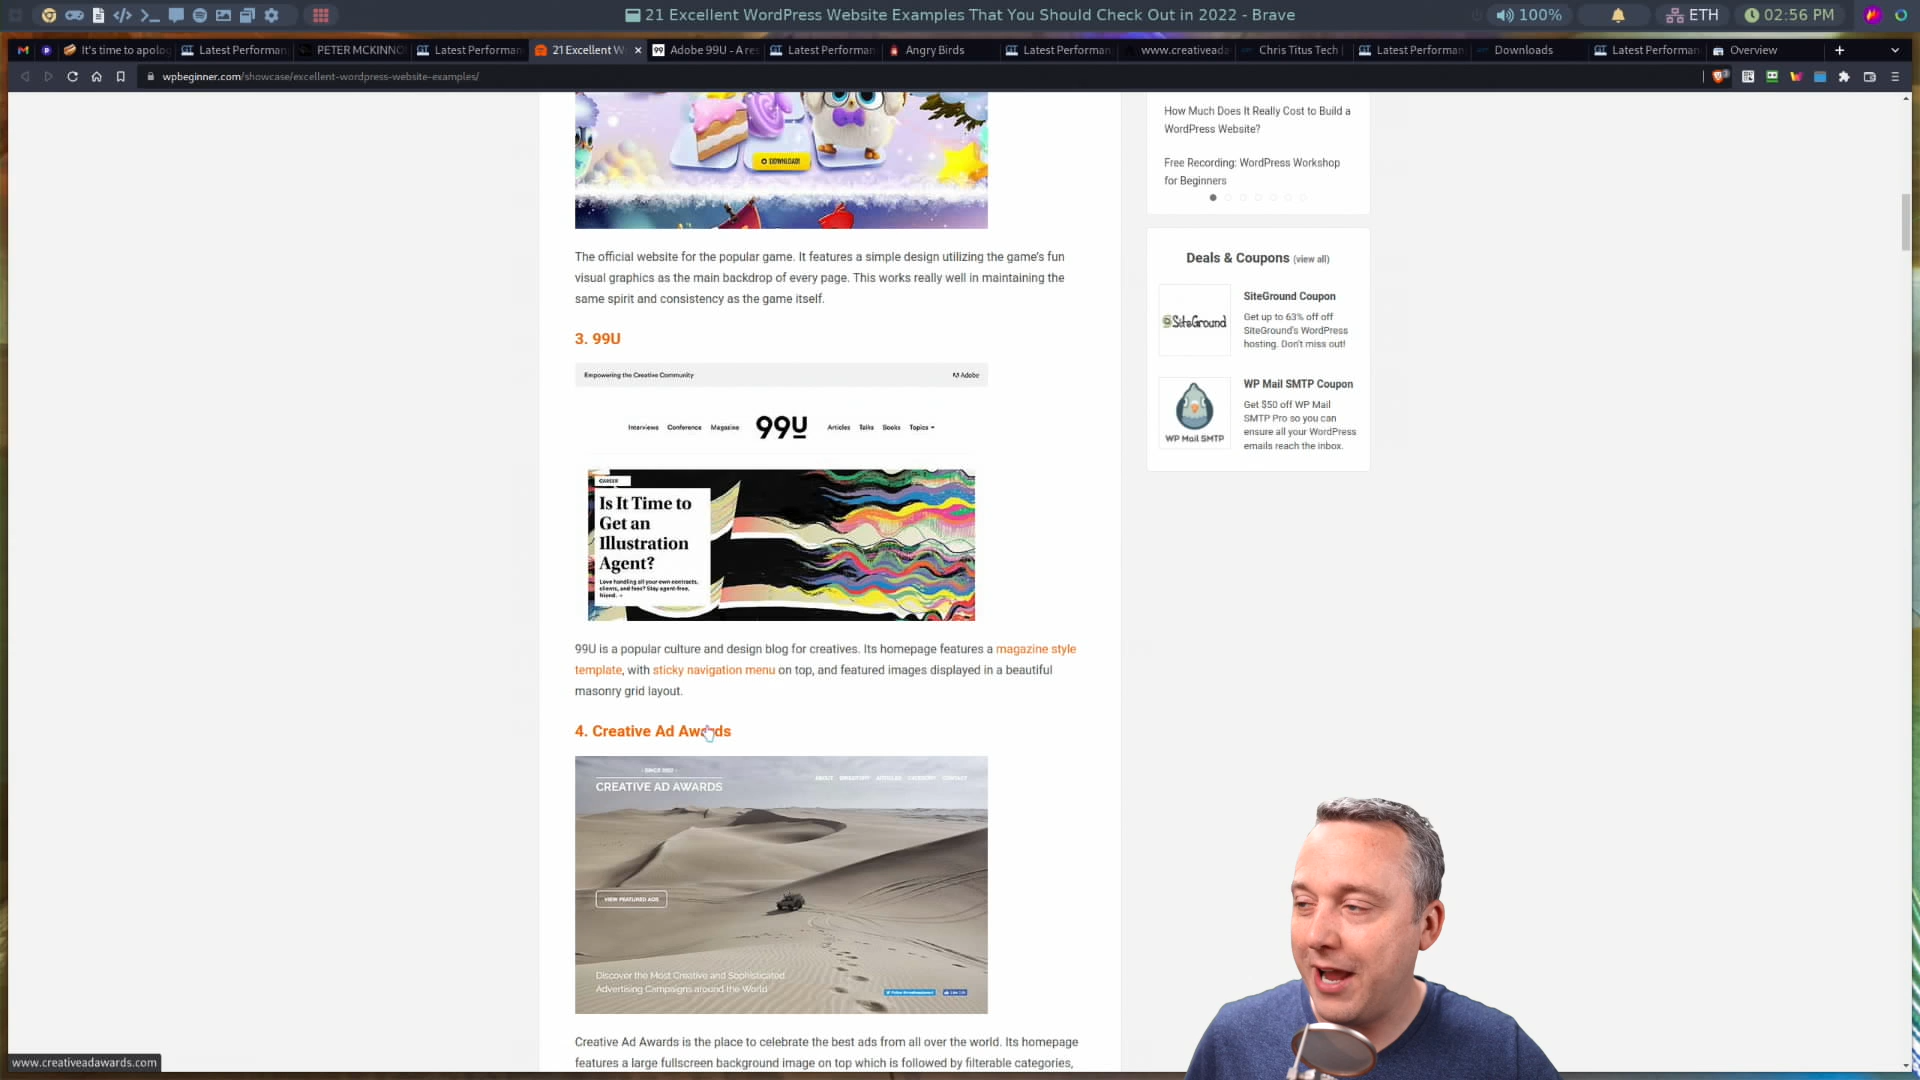 21 Excellent WordPress Website Examples That You Should Check Out in 2022 - Brave
100%
ETH
02:56 PM
It's time to apolog
Latest Performan
PETER MCKINNO
Latest Performan
21 Excellent W
Adobe 99U - A res
Latest Performan
Angry Birds
Latest Performan
www.creativeada
Chris Titus Tech
Latest Performan
Downloads
Latest Performan
Overview
wpbeginner.com/showcase/excellent-wordpress-website-examples/
DOWNLOAD!
The official website for the popular game. It features a simple design utilizing the game's fun
visual graphics as the main backdrop of every page. This works really well in maintaining the
same spirit and consistency as the game itself.
3. 99U
Empowering the Creative Community
Adobe
Interviews Conference Magazine 99U Articles Talks Books Topics
CAREER
Is It Time to
Get an
Illustration
Agent?
Love handling all your own contracts,
clients, and fees? Stay agent-free,
friend. →
99U is a popular culture and design blog for creatives. Its homepage features a magazine style
template, with sticky navigation menu on top, and featured images displayed in a beautiful
masonry grid layout.
4. Creative Ad Awards
- SINCE 2002 -
CREATIVE AD AWARDS
ABOUT DIRECTORY ARTICLES CATEGORY CONTACT
VIEW FEATURED ADS
Discover the Most Creative and Sophisticated
Advertising Campaigns around the World
Creative Ad Awards is the place to celebrate the best ads from all over the world. Its homepage
features a large fullscreen background image on top which is followed by filterable categories,
How Much Does It Really Cost to Build a
WordPress Website?
Free Recording: WordPress Workshop
for Beginners
Deals & Coupons (view all)
SiteGround
SiteGround Coupon
Get up to 63% off off
SiteGround's WordPress
hosting. Don't miss out!
WP Mail SMTP
WP Mail SMTP Coupon
Get $50 off WP Mail
SMTP Pro so you can
ensure all your WordPress
emails reach the inbox.
www.creativeadawards.com